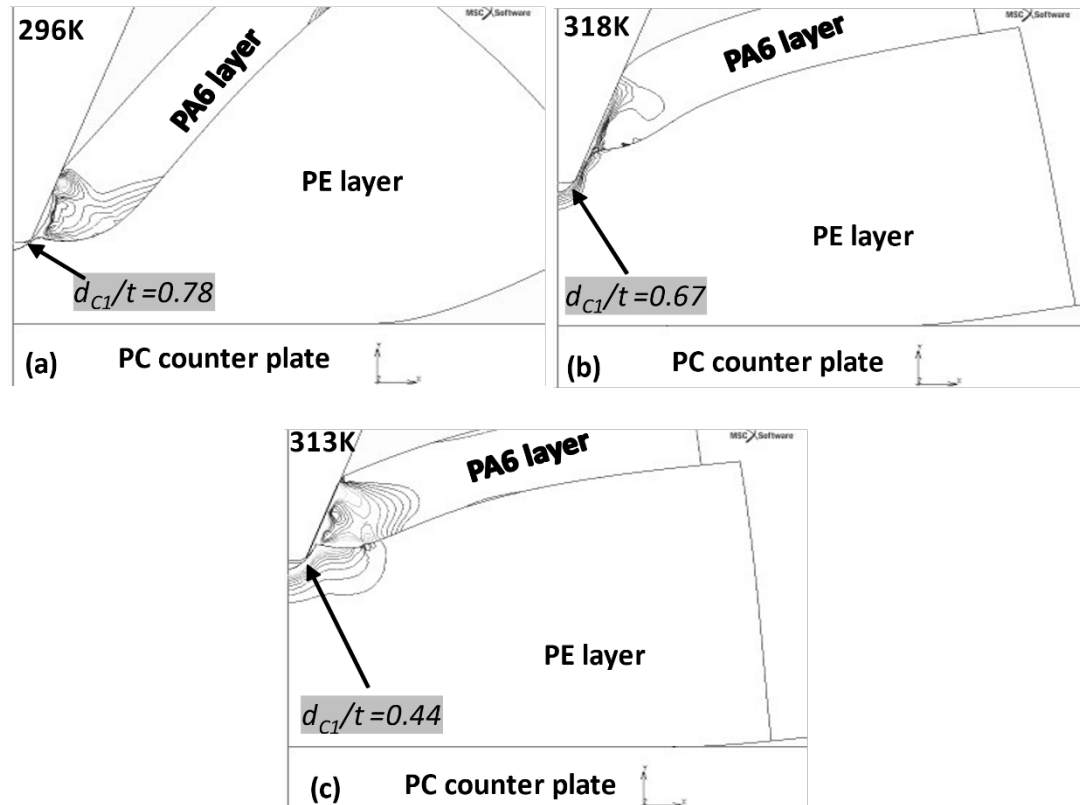 296K
MSC Software
PA6 layer
PE layer
d_C1/t =0.78
(a)
PC counter plate
318K
MSC Software
PA6 layer
PE layer
d_C1/t =0.67
(b)
PC counter plate
313K
MSC Software
PA6 layer
PE layer
d_C1/t =0.44
(c)
PC counter plate